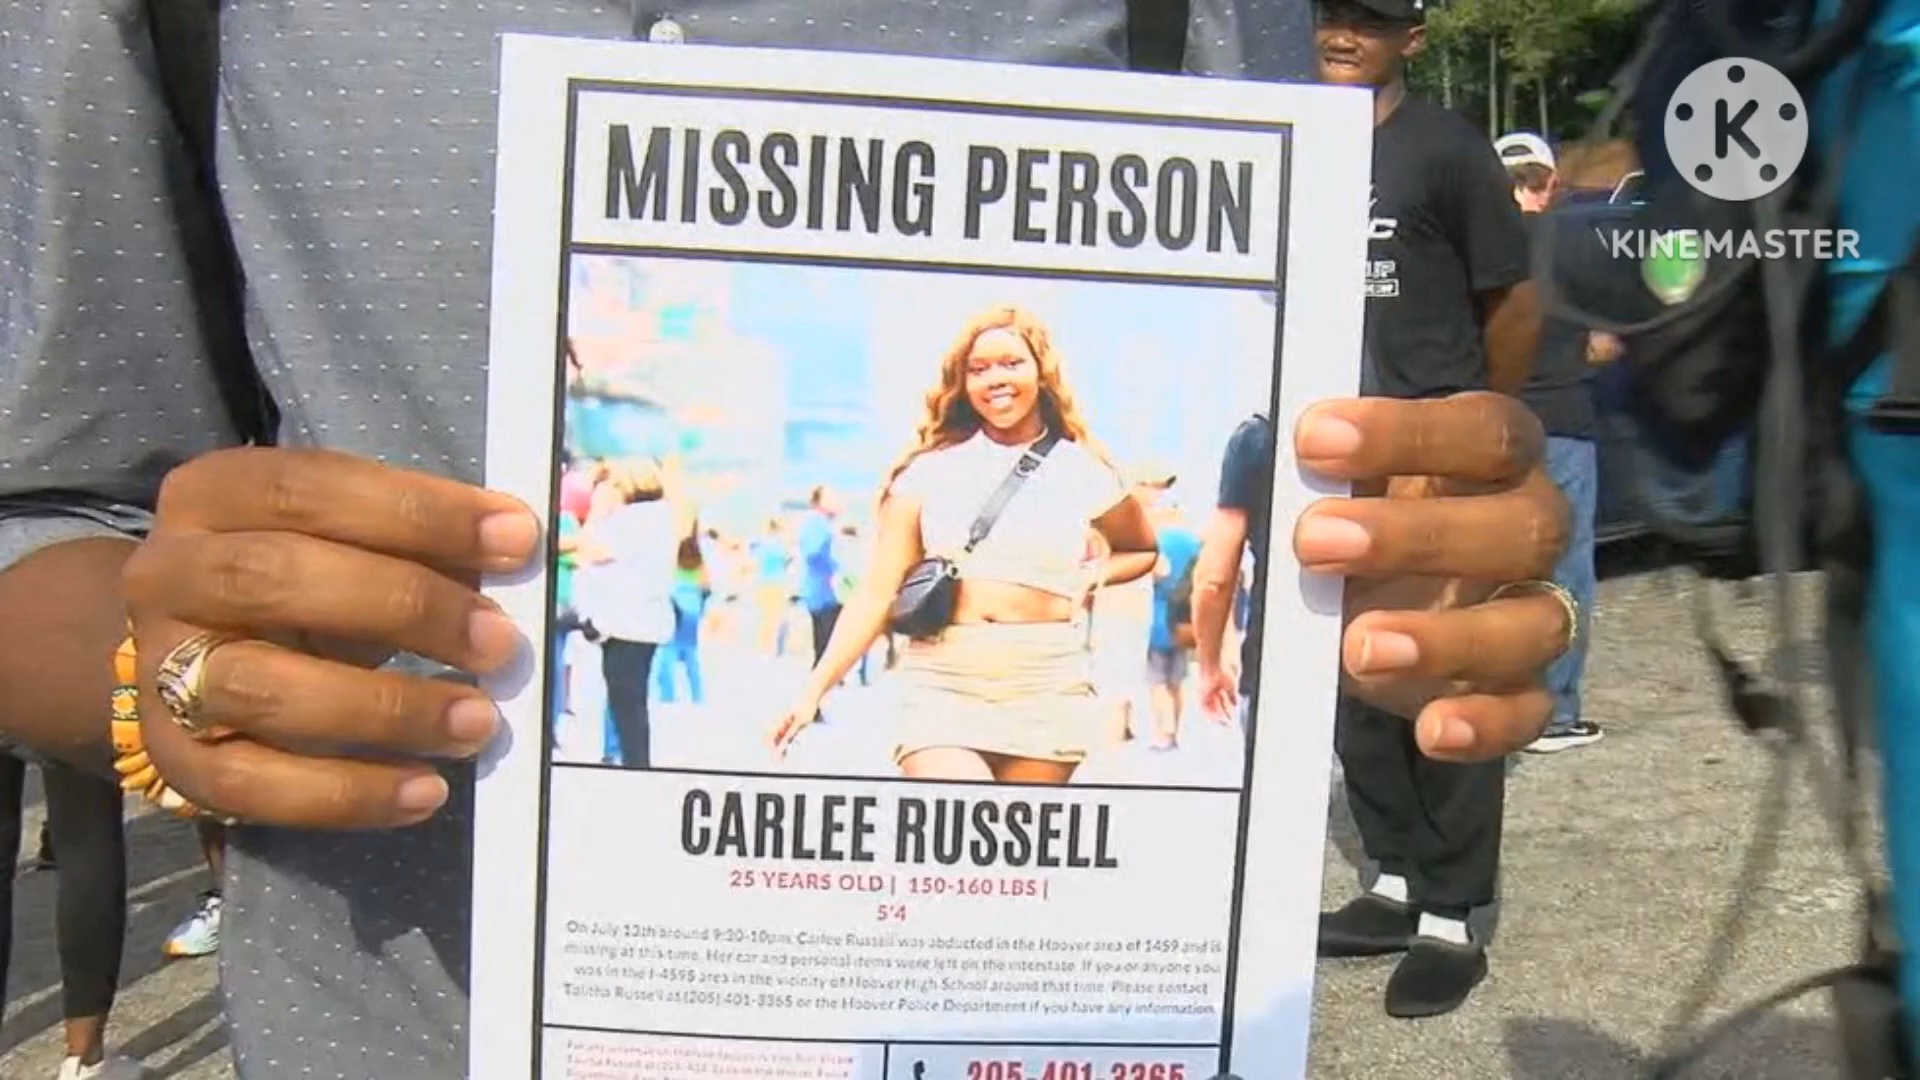 MISSING PERSON
K
KINEMASTER
CARLEE RUSSELL
25 YEARS OLD | 150-160 LBS |
5'4
On July 13th around 9:30-10pm, Carlee Russell was abducted in the Hoover area of 1459 and is
missing at this time. Her car and personal items were left on the interstate. If you or anyone you
was in the I-459S area in the vicinity of Hoover High School around that time. Please contact
Talitha Russell at (205) 401-3365 or the Hoover Police Department if you have any information.
205-401-3365